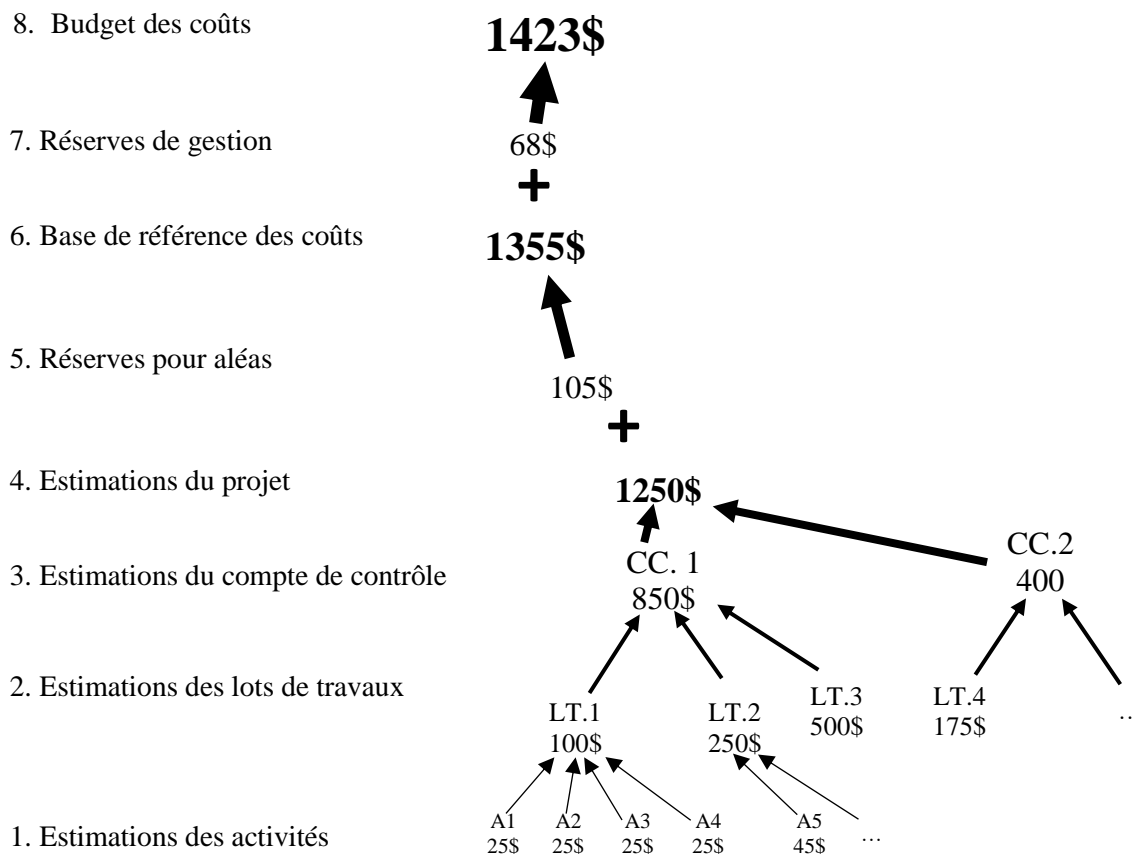 8. Budget des coûts
1423$
7. Réserves de gestion
68$
+
6. Base de référence des coûts
1355$
5. Réserves pour aléas
105$
+
4. Estimations du projet
1250$
3. Estimations du compte de contrôle
CC. 1
850$
CC.2
400
2. Estimations des lots de travaux
LT.1
100$
LT.2
250$
LT.3
500$
LT.4
175$
..
1. Estimations des activités
A1
25$
A2
25$
A3
25$
A4
25$
A5
45$
...